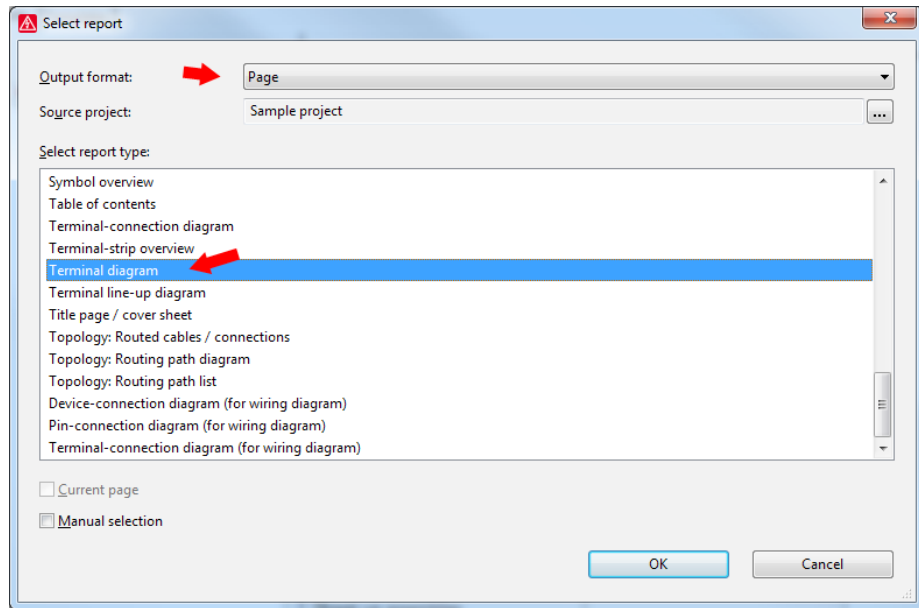 Select report
Output format: Page
Source project: Sample project ...
Select report type:
Symbol overview
Table of contents
Terminal-connection diagram
Terminal-strip overview
Terminal diagram
Terminal line-up diagram
Title page / cover sheet
Topology: Routed cables / connections
Topology: Routing path diagram
Topology: Routing path list
Device-connection diagram (for wiring diagram)
Pin-connection diagram (for wiring diagram)
Terminal-connection diagram (for wiring diagram)
Current page
Manual selection
OK Cancel